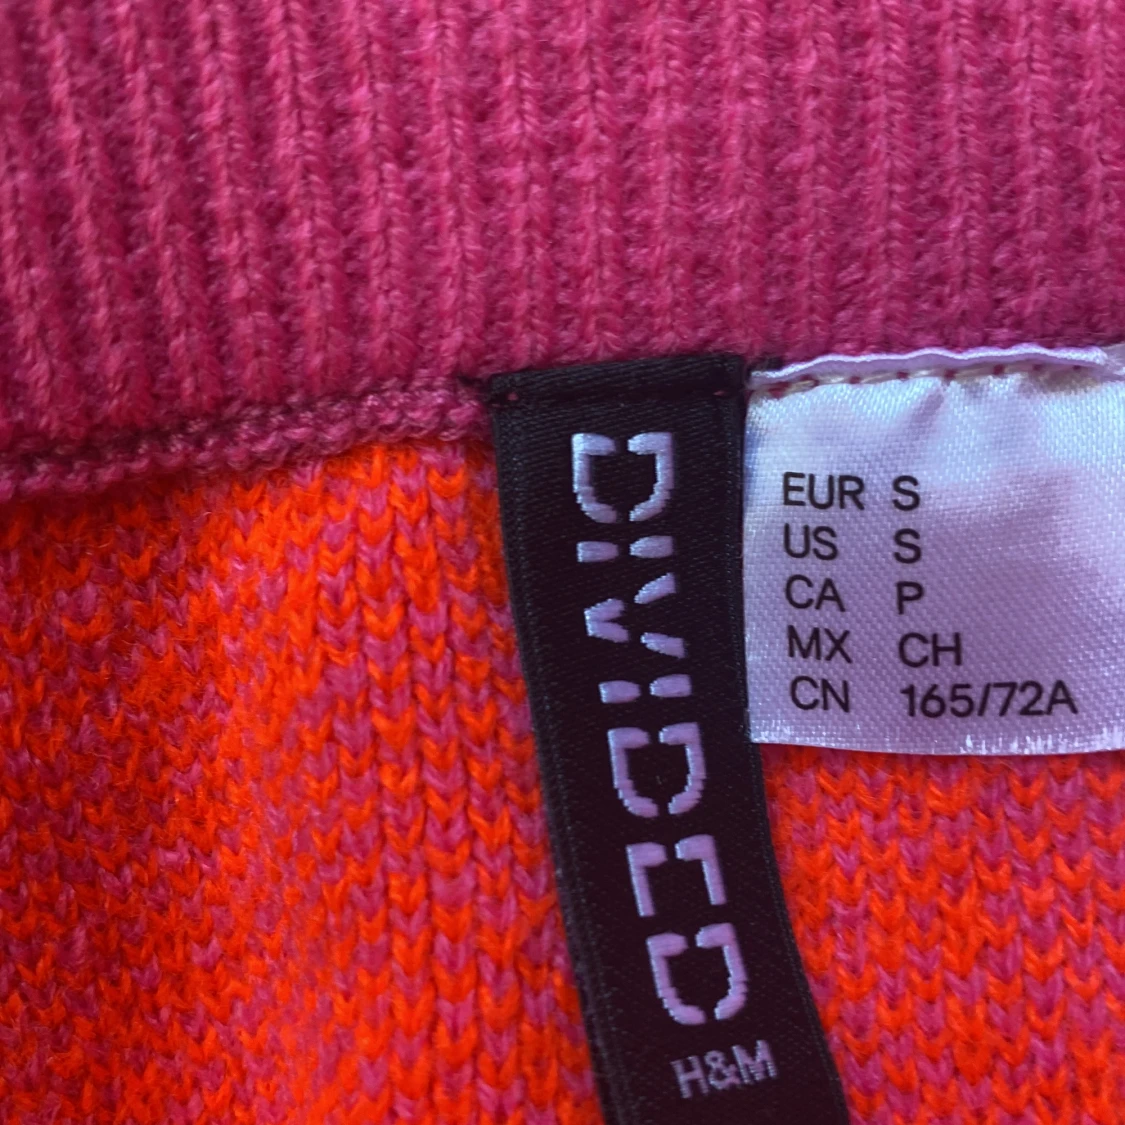 DIVIDED
H&M
EUR S
US S
CA P
MX CH
CN 165/72A